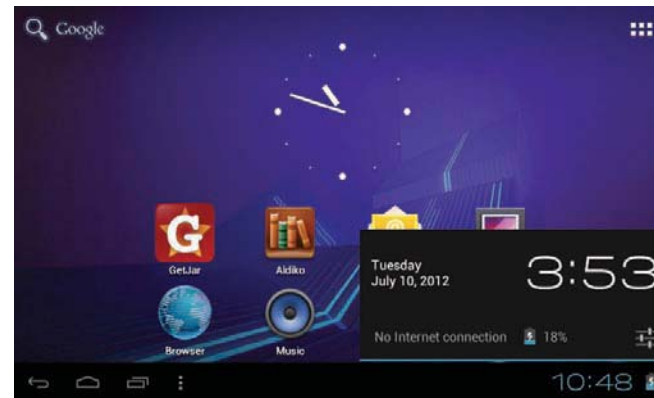 Google
GetJar
Aldiko
Tuesday
July 10, 2012
3:53
No Internet connection 18%
Browser
Music
10:48